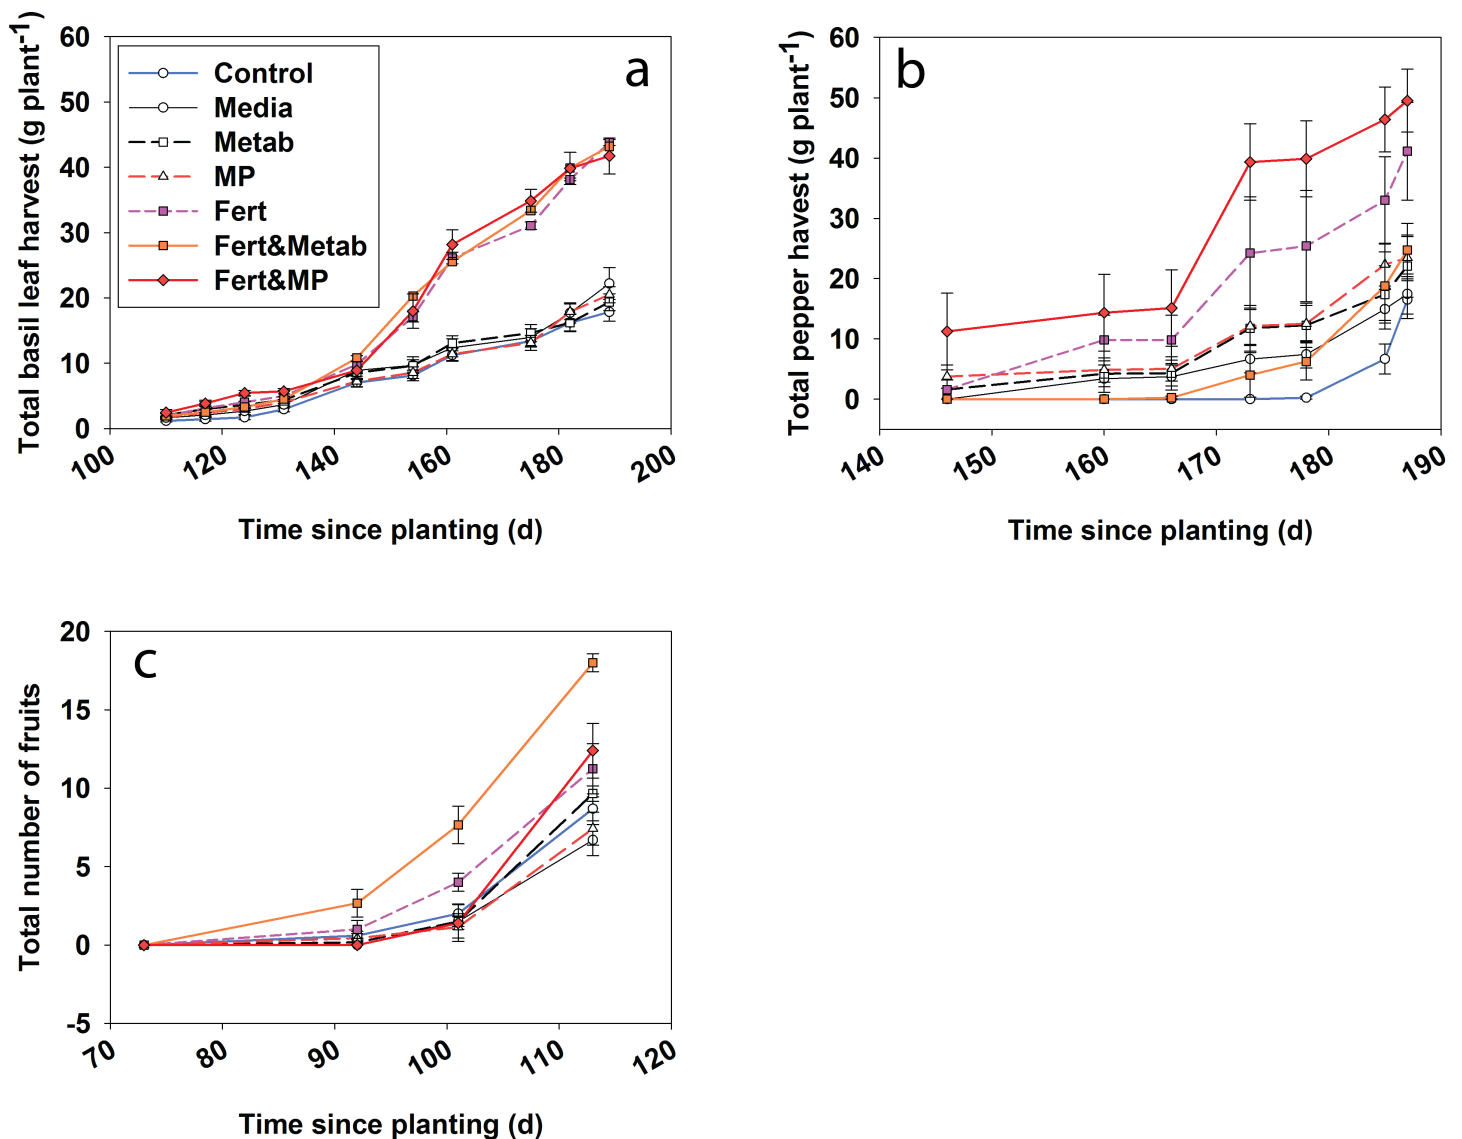 Total basil leaf harvest (g plant-1)
60
50
40
30
20
10
0
100
120
140
160
180
200
Time since planting (d)
a
Control
Media
Metab
MP
Fert
Fert&Metab
Fert&MP
Total pepper havest (g plant-1)
60
50
40
30
20
10
0
140
150
160
170
180
190
Time since planting (d)
b
Total number of fruits
20
15
10
5
0
-5
70
80
90
100
110
120
Time since planting (d)
c